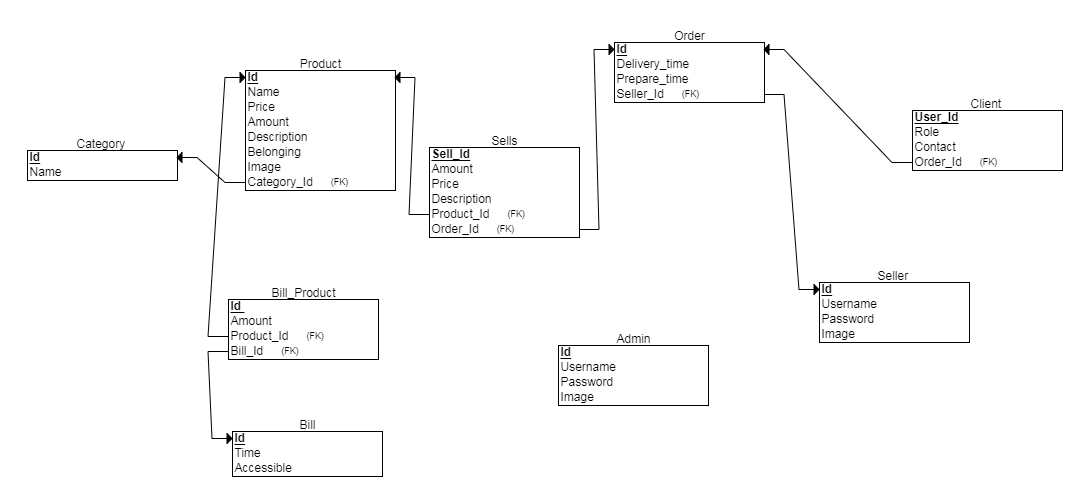 Category
Id
Name
Product
Id
Name
Price
Amount
Description
Belonging
Image
Category_Id (FK)
Sells
Sell_Id
Amount
Price
Description
Product_Id (FK)
Order_Id (FK)
Order
Id
Delivery_time
Prepare_time
Seller_Id (FK)
Client
User_Id
Role
Contact
Order_Id (FK)
Seller
Id
Username
Password
Image
Bill_Product
Id
Amount
Product_Id (FK)
Bill_Id (FK)
Admin
Id
Username
Password
Image
Bill
Id
Time
Accessible